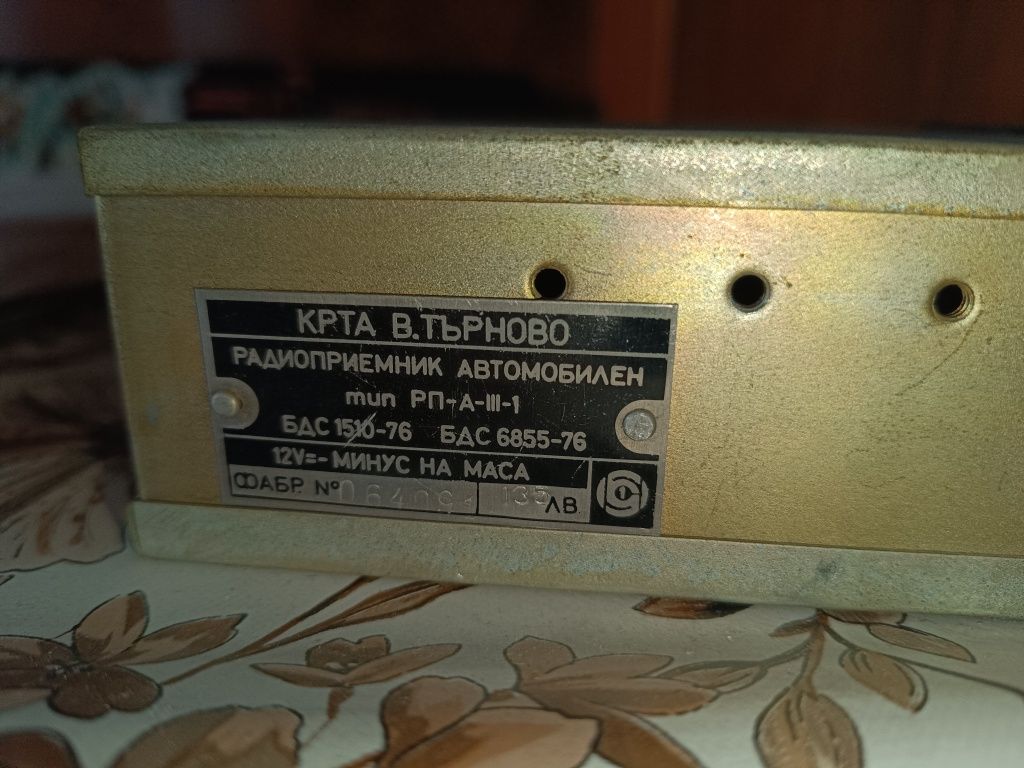 КРТА В.ТЪРНОВО
РАДИОПРИЕМНИК АВТОМОБИЛЕН
тип РП-А-III-1
БДС 1510-76 БДС 6855-76
12V=-МИНУС НА МАСА
ФАБР. № 135 ЛВ.